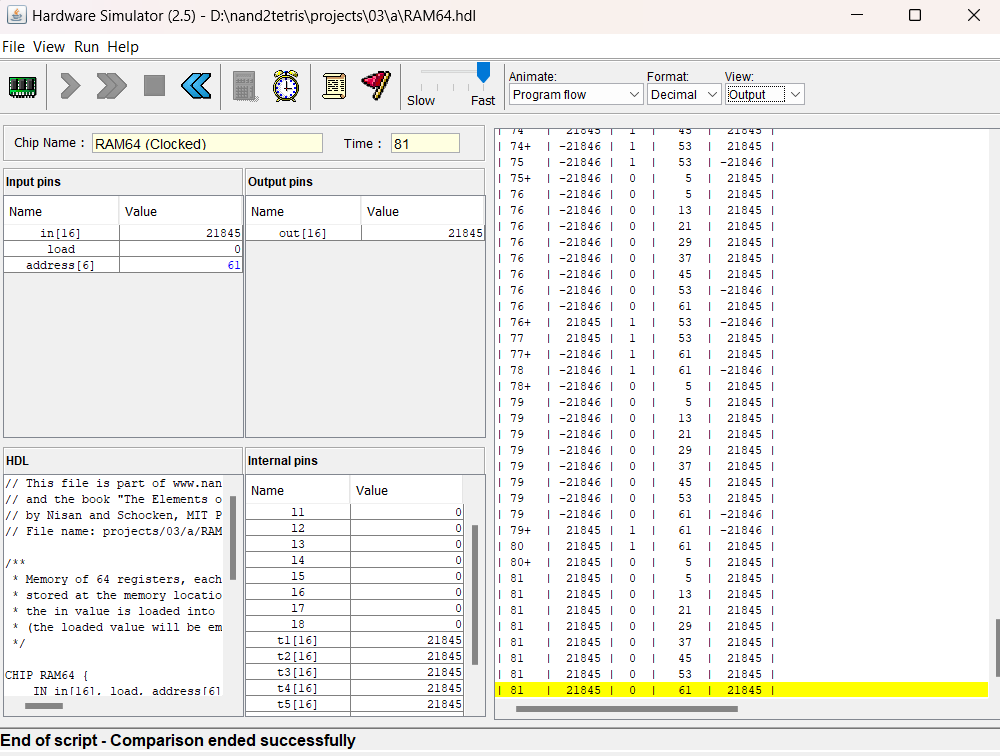 Hardware Simulator (2.5) - D:\nand2tetris\projects\03\a\RAM64.hdl
File View Run Help
Slow Fast
Animate: Format: View:
Program flow Decimal Output
Chip Name : RAM64 (Clocked) Time : 81
Input pins
Name Value
in[16] 21845
load 0
address[6] 61
Output pins
Name Value
out[16] 21845
HDL
// This file is part of www.nan
// and the book "The Elements o
// by Nisan and Schocken, MIT P
// File name: projects/03/a/RAM
/**
* Memory of 64 registers, each
* stored at the memory locatio
* the in value is loaded into
* (the loaded value will be em
*/
CHIP RAM64 {
IN in[16], load, address[6]
Internal pins
Name Value
l1 0
l2 0
l3 0
l4 0
l5 0
l6 0
l7 0
l8 0
t1[16] 21845
t2[16] 21845
t3[16] 21845
t4[16] 21845
t5[16] 21845
| 74 | 21845 | 1 | 45 | 21845 |
| 74+ | -21846 | 1 | 53 | 21845 |
| 75 | -21846 | 1 | 53 | -21846 |
| 75+ | -21846 | 0 | 5 | 21845 |
| 76 | -21846 | 0 | 5 | 21845 |
| 76 | -21846 | 0 | 13 | 21845 |
| 76 | -21846 | 0 | 21 | 21845 |
| 76 | -21846 | 0 | 29 | 21845 |
| 76 | -21846 | 0 | 37 | 21845 |
| 76 | -21846 | 0 | 45 | 21845 |
| 76 | -21846 | 0 | 53 | -21846 |
| 76 | -21846 | 0 | 61 | 21845 |
| 76+ | 21845 | 1 | 53 | -21846 |
| 77 | 21845 | 1 | 53 | 21845 |
| 77+ | -21846 | 1 | 61 | 21845 |
| 78 | -21846 | 1 | 61 | -21846 |
| 78+ | -21846 | 0 | 5 | 21845 |
| 79 | -21846 | 0 | 5 | 21845 |
| 79 | -21846 | 0 | 13 | 21845 |
| 79 | -21846 | 0 | 21 | 21845 |
| 79 | -21846 | 0 | 29 | 21845 |
| 79 | -21846 | 0 | 37 | 21845 |
| 79 | -21846 | 0 | 45 | 21845 |
| 79 | -21846 | 0 | 53 | 21845 |
| 79 | -21846 | 0 | 61 | -21846 |
| 79+ | 21845 | 1 | 61 | -21846 |
| 80 | 21845 | 1 | 61 | 21845 |
| 80+ | 21845 | 0 | 5 | 21845 |
| 81 | 21845 | 0 | 5 | 21845 |
| 81 | 21845 | 0 | 13 | 21845 |
| 81 | 21845 | 0 | 21 | 21845 |
| 81 | 21845 | 0 | 29 | 21845 |
| 81 | 21845 | 0 | 37 | 21845 |
| 81 | 21845 | 0 | 45 | 21845 |
| 81 | 21845 | 0 | 53 | 21845 |
| 81 | 21845 | 0 | 61 | 21845 |
End of script - Comparison ended successfully